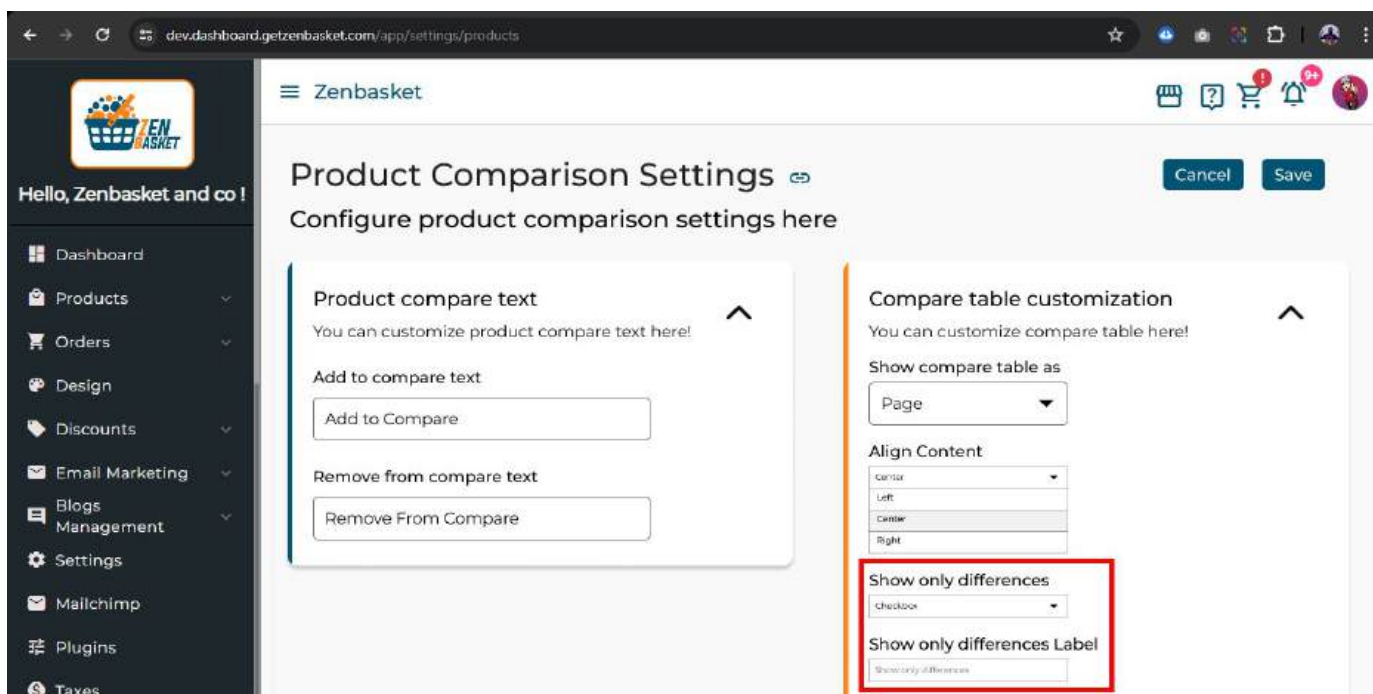 dev.dashboard.getzenbasket.com/app/settings/products
ZEN
BASKET
Hello, Zenbasket and co !
Dashboard
Products
Orders
Design
Discounts
Email Marketing
Blogs
Management
Settings
Mailchimp
Plugins
Taxes
Zenbasket
!
9+
Product Comparison Settings
Cancel
Save
Configure product comparison settings here
Product compare text
You can customize product compare text here!
Add to compare text
Add to Compare
Remove from compare text
Remove From Compare
Compare table customization
You can customize compare table here!
Show compare table as
Page
Align Content
Center
Left
Center
Right
Show only differences
Checkbox
Show only differences Label
Show only differences